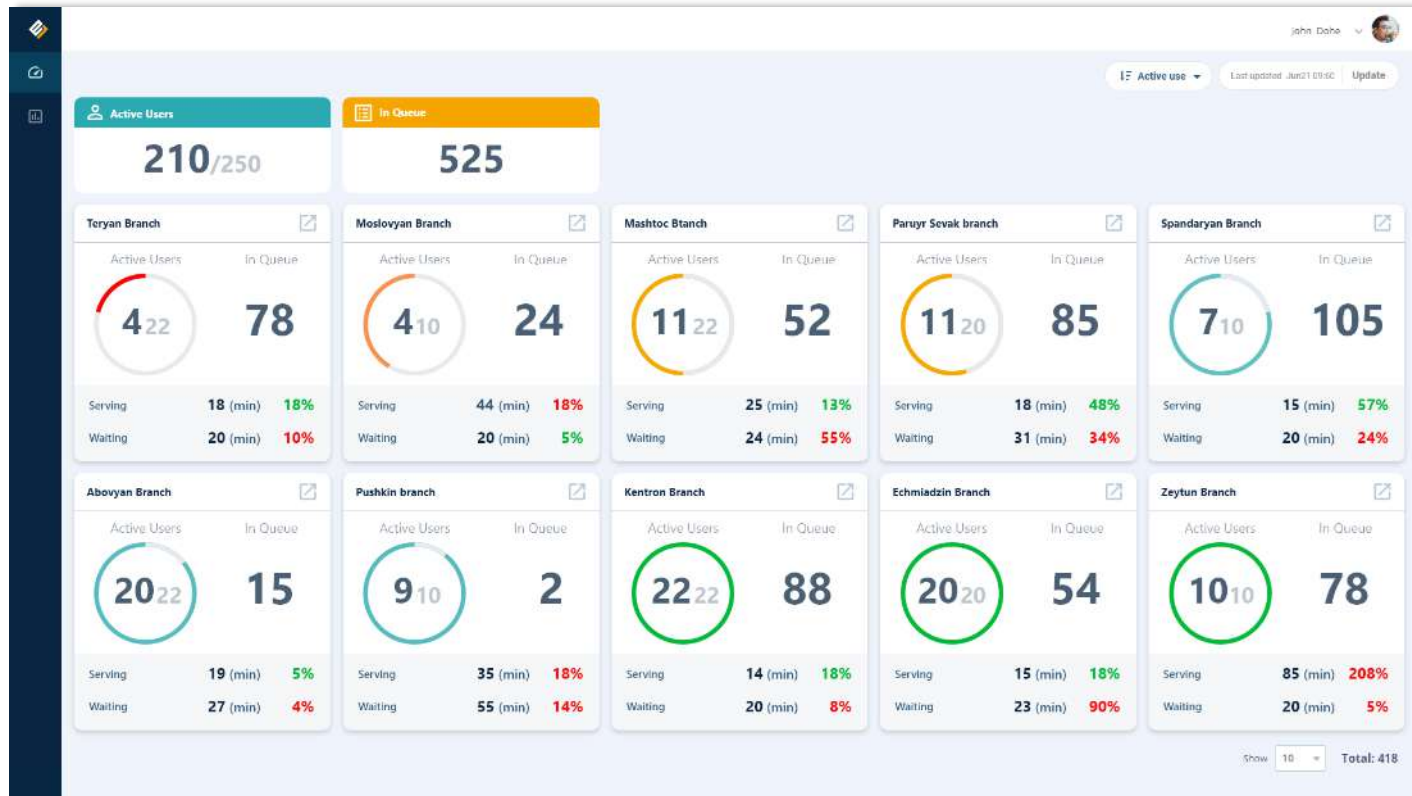 John Dohe
Active use
Last updated Jun21 09:60 Update
Active Users
210/250
In Queue
525
Teryan Branch
Active Users In Queue
4 22 78
Serving 18 (min) 18%
Waiting 20 (min) 10%
Moslovyan Branch
Active Users In Queue
4 10 24
Serving 44 (min) 18%
Waiting 20 (min) 5%
Mashtoc Btanch
Active Users In Queue
11 22 52
Serving 25 (min) 13%
Waiting 24 (min) 55%
Paruyr Sevak branch
Active Users In Queue
11 20 85
Serving 18 (min) 48%
Waiting 31 (min) 34%
Spandaryan Branch
Active Users In Queue
7 10 105
Serving 15 (min) 57%
Waiting 20 (min) 24%
Abovyan Branch
Active Users In Queue
20 22 15
Serving 19 (min) 5%
Waiting 27 (min) 4%
Pushkin branch
Active Users In Queue
9 10 2
Serving 35 (min) 18%
Waiting 55 (min) 14%
Kentron Branch
Active Users In Queue
22 22 88
Serving 14 (min) 18%
Waiting 20 (min) 8%
Echmiadzin Branch
Active Users In Queue
20 20 54
Serving 15 (min) 18%
Waiting 23 (min) 90%
Zeytun Branch
Active Users In Queue
10 10 78
Serving 85 (min) 208%
Waiting 20 (min) 5%
Show 10 Total: 418